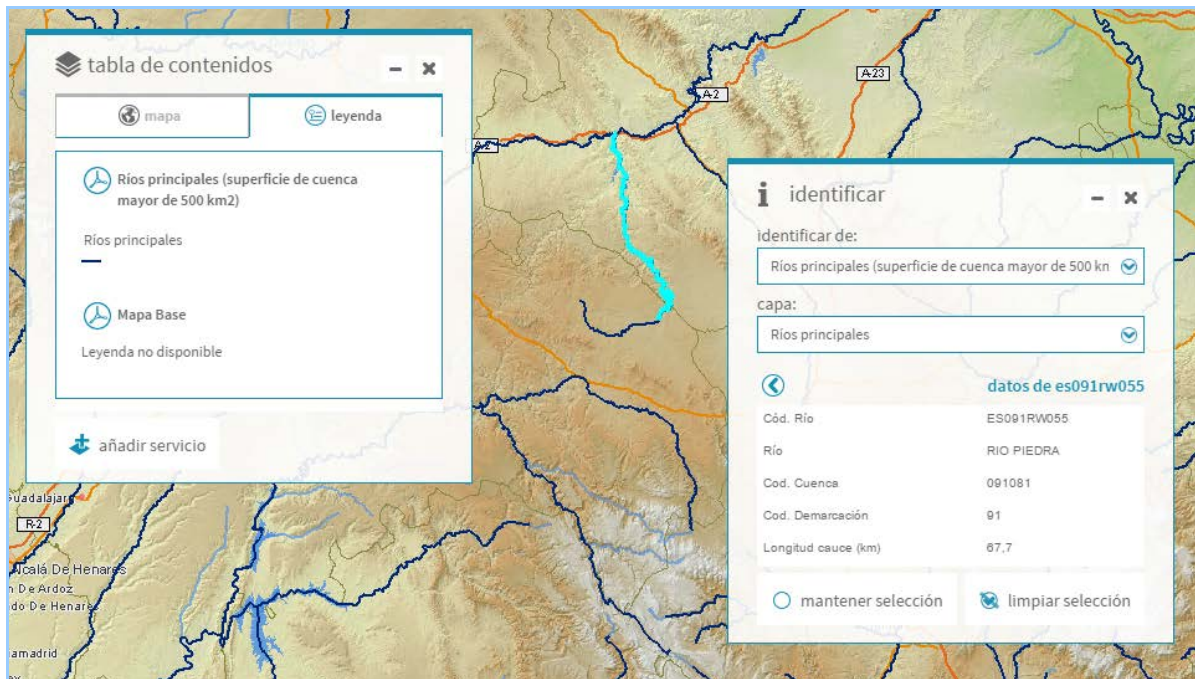 tabla de contenidos
mapa
leyenda
Ríos principales (superficie de cuenca
mayor de 500 km2)
Ríos principales
Mapa Base
Leyenda no disponible
añadir servicio
A-2
A-2
A-23
R-2
Guadalajar
Alcalá De Henares
n De Ardoz
do De Henares
amadrid
identificar
identificar de:
Ríos principales (superficie de cuenca mayor de 500 km
capa:
Ríos principales
datos de es091rw055
Cód. Río ES091RW055
Río RIO PIEDRA
Cod. Cuenca 091081
Cod. Demarcación 91
Longitud cauce (km) 67,7
mantener selección
limpiar selección